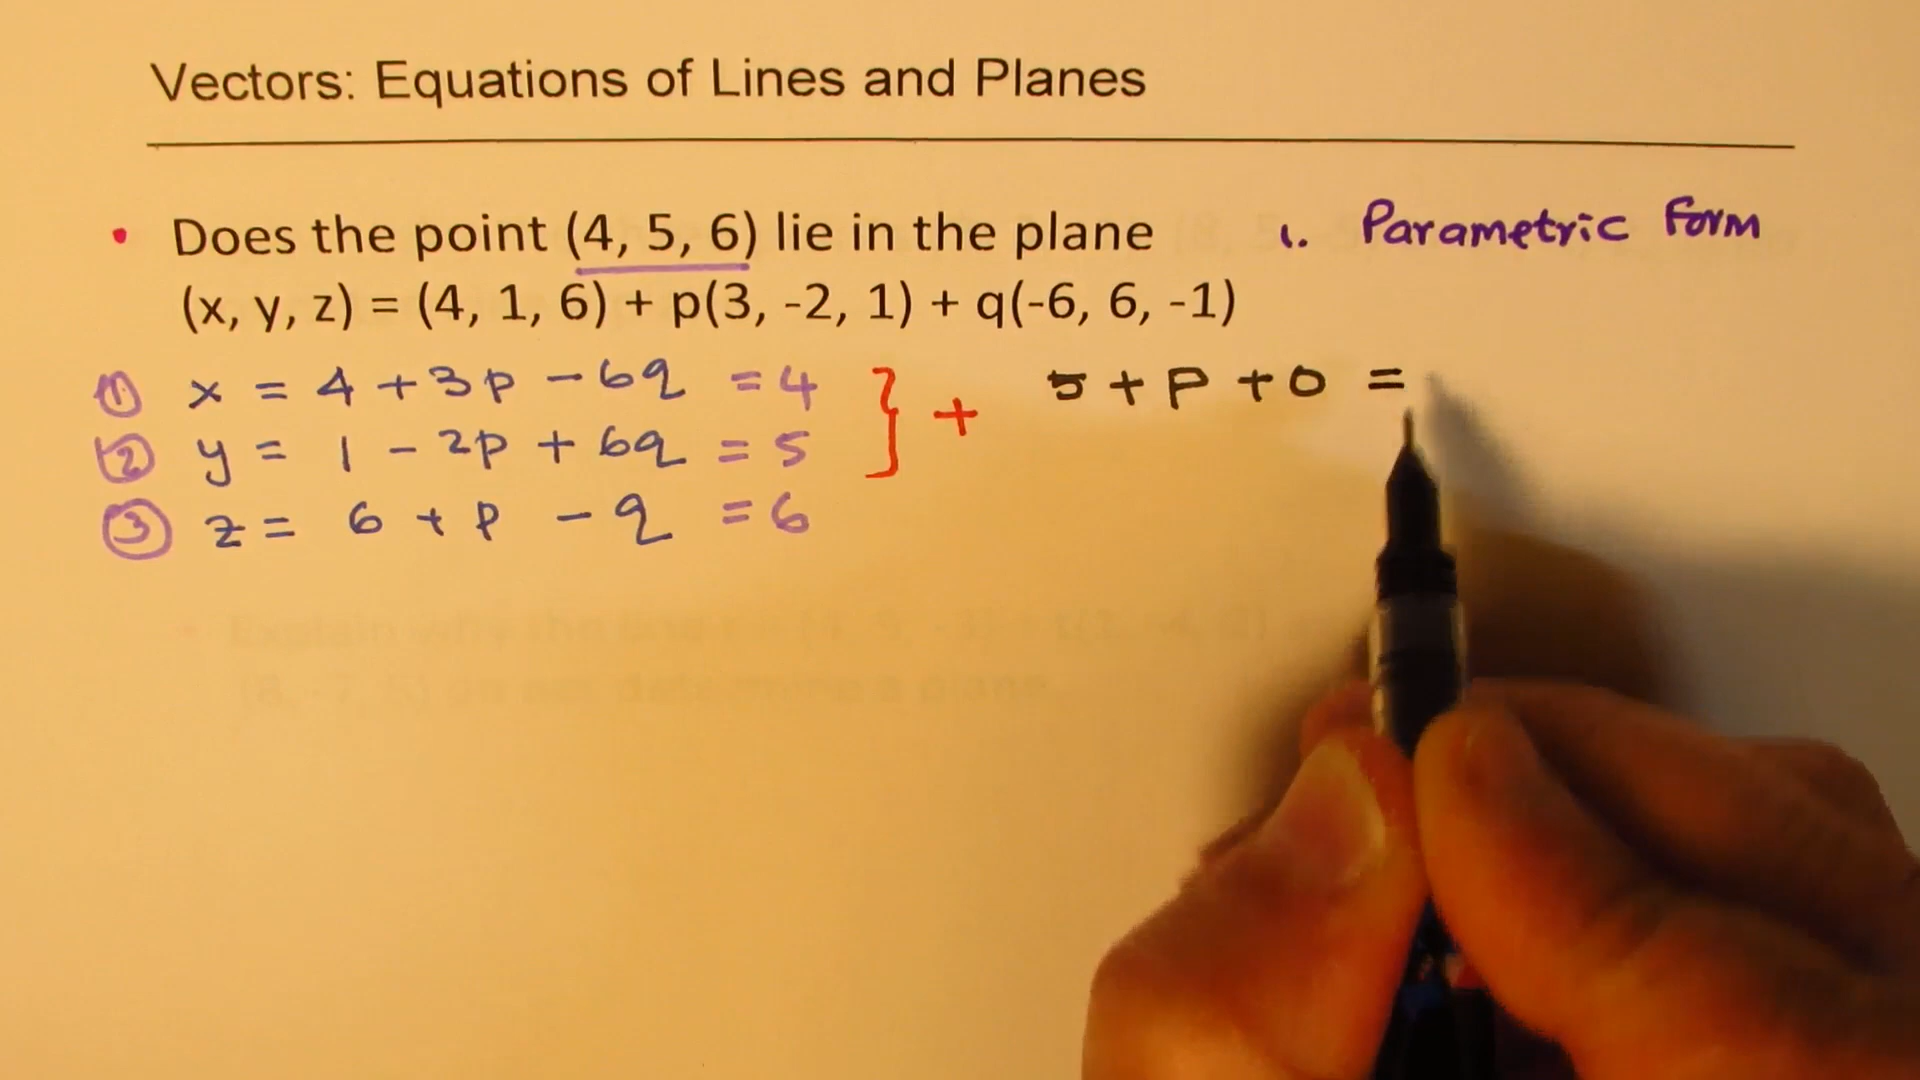 Vectors: Equations of Lines and Planes
• Does the point (4, 5, 6) lie in the plane
(x, y, z) = (4, 1, 6) + p(3, -2, 1) + q(-6, 6, -1)
1. Parametric Form
① x = 4 + 3p - 6q = 4
② y = 1 - 2p + 6q = 5
③ z = 6 + p - q = 6
} +
5 + p + 0 =